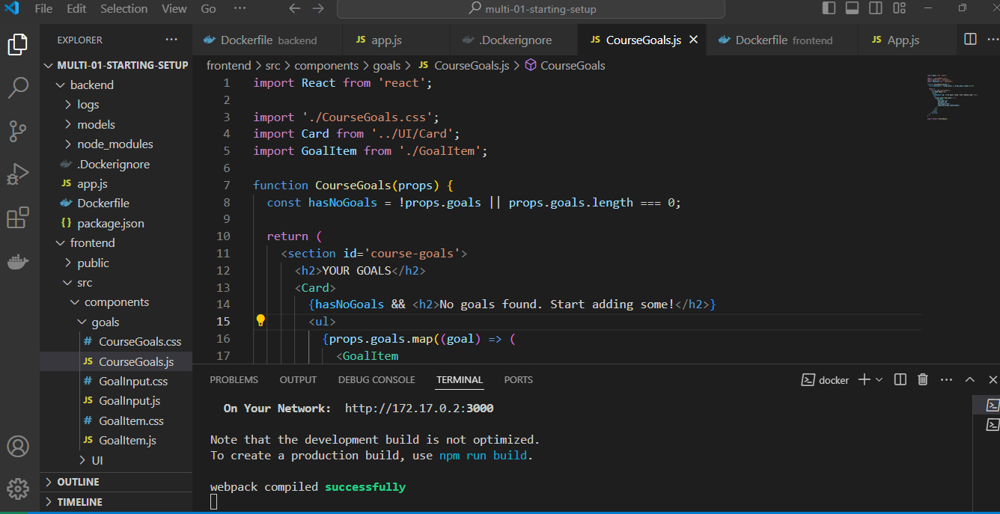 File Edit Selection View Go ··· multi-01-starting-setup
EXPLORER ···
MULTI-01-STARTING-SETUP
backend
logs
models
node_modules
.Dockerignore
JS app.js
Dockerfile
{} package.json
frontend
public
src
components
goals
# CourseGoals.css
JS CourseGoals.js
# GoalInput.css
JS GoalInput.js
# GoalItem.css
JS GoalItem.js
UI
OUTLINE
TIMELINE
Dockerfile backend JS app.js .Dockerignore JS CourseGoals.js Dockerfile frontend JS App.js ···
frontend > src > components > goals > JS CourseGoals.js > CourseGoals
1 import React from 'react';
2
3 import './CourseGoals.css';
4 import Card from '../UI/Card';
5 import GoalItem from './GoalItem';
6
7 function CourseGoals(props) {
8 const hasNoGoals = !props.goals || props.goals.length === 0;
9
10 return (
11 <section id='course-goals'>
12 <h2>YOUR GOALS</h2>
13 <Card>
14 {hasNoGoals && <h2>No goals found. Start adding some!</h2>}
15 <ul>
16 {props.goals.map((goal) => (
17 <GoalItem
PROBLEMS OUTPUT DEBUG CONSOLE TERMINAL PORTS docker ···
On Your Network: http://172.17.0.2:3000
Note that the development build is not optimized.
To create a production build, use npm run build.
webpack compiled successfully